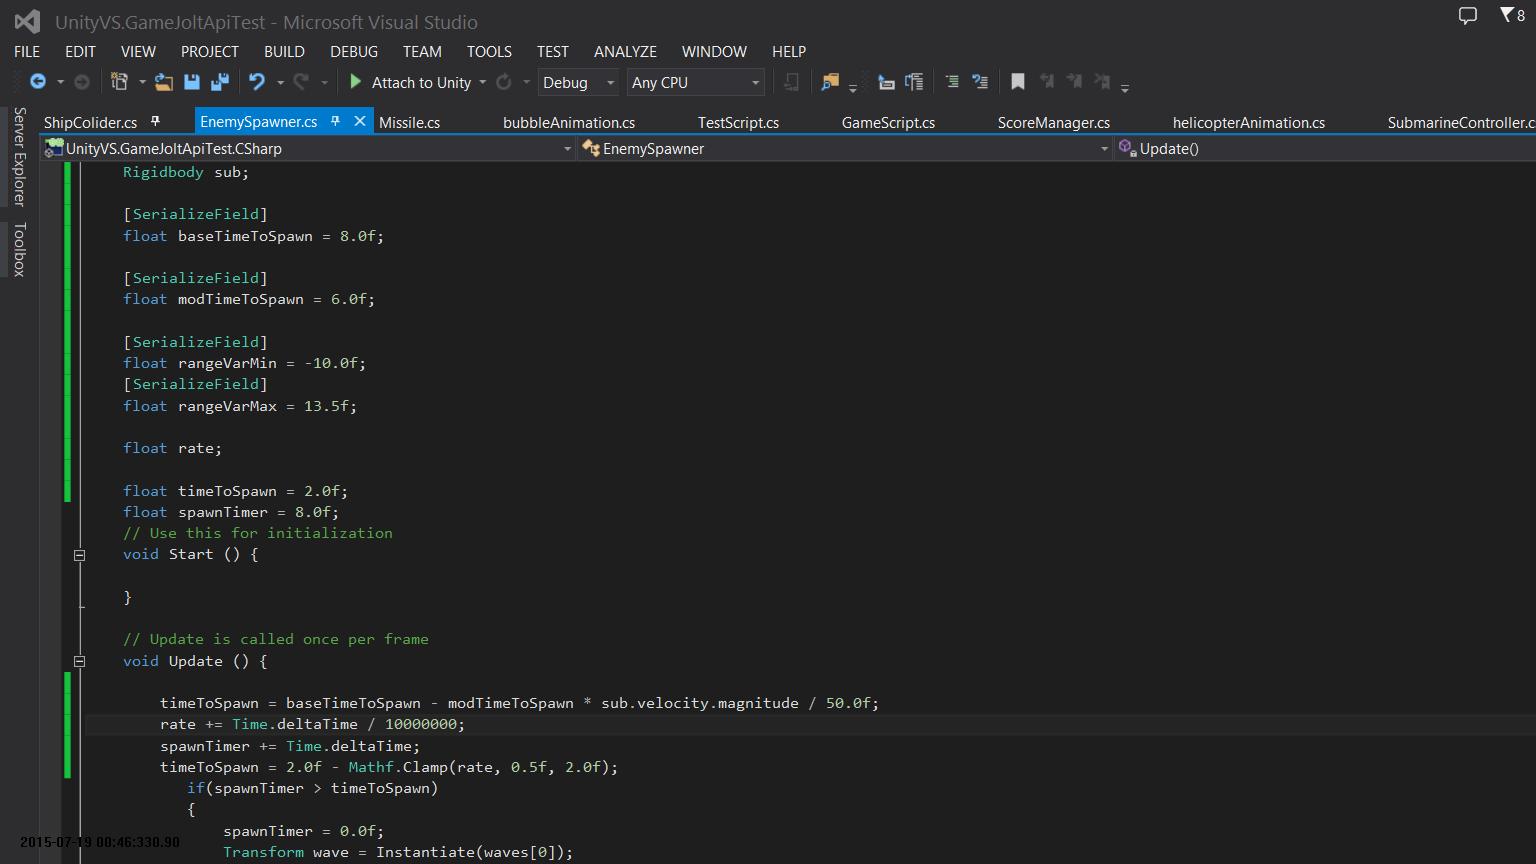 UnityVS.GameJoltApiTest - Microsoft Visual Studio
8
FILE EDIT VIEW PROJECT BUILD DEBUG TEAM TOOLS TEST ANALYZE WINDOW HELP
Attach to Unity Debug Any CPU
Server Explorer
Toolbox
ShipColider.cs EnemySpawner.cs Missile.cs bubbleAnimation.cs TestScript.cs GameScript.cs ScoreManager.cs helicopterAnimation.cs SubmarineController.cs
UnityVS.GameJoltApiTest.CSharp EnemySpawner Update()
Rigidbody sub;
[SerializeField]
float baseTimeToSpawn = 8.0f;
[SerializeField]
float modTimeToSpawn = 6.0f;
[SerializeField]
float rangeVarMin = -10.0f;
[SerializeField]
float rangeVarMax = 13.5f;
float rate;
float timeToSpawn = 2.0f;
float spawnTimer = 8.0f;
// Use this for initialization
void Start () {
}
// Update is called once per frame
void Update () {
timeToSpawn = baseTimeToSpawn - modTimeToSpawn * sub.velocity.magnitude / 50.0f;
rate += Time.deltaTime / 10000000;
spawnTimer += Time.deltaTime;
timeToSpawn = 2.0f - Mathf.Clamp(rate, 0.5f, 2.0f);
if(spawnTimer > timeToSpawn)
{
spawnTimer = 0.0f;
Transform wave = Instantiate(waves[0]);
2015-07-19 00:46:330.90